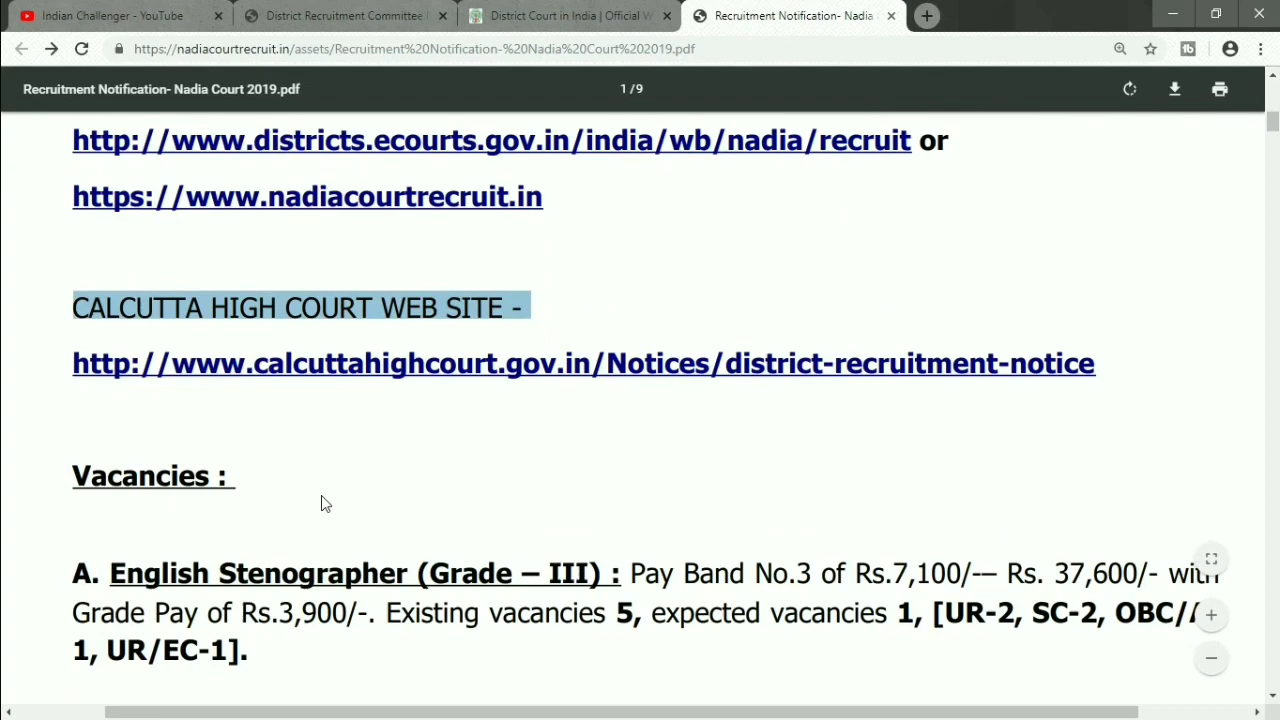 Indian Challenger - YouTube
District Recruitment Committee
District Court in India | Official W
Recruitment Notification- Nadia
https://nadiacourtrecruit.in/assets/Recruitment%20Notification-%20Nadia%20Court%202019.pdf
Recruitment Notification- Nadia Court 2019.pdf
1 / 9
http://www.districts.ecourts.gov.in/india/wb/nadia/recruit or
https://www.nadiacourtrecruit.in
CALCUTTA HIGH COURT WEB SITE -
http://www.calcuttahighcourt.gov.in/Notices/district-recruitment-notice
Vacancies :
A. English Stenographer (Grade – III) : Pay Band No.3 of Rs.7,100/-– Rs. 37,600/- with
Grade Pay of Rs.3,900/-. Existing vacancies 5, expected vacancies 1, [UR-2, SC-2, OBC/
1, UR/EC-1].